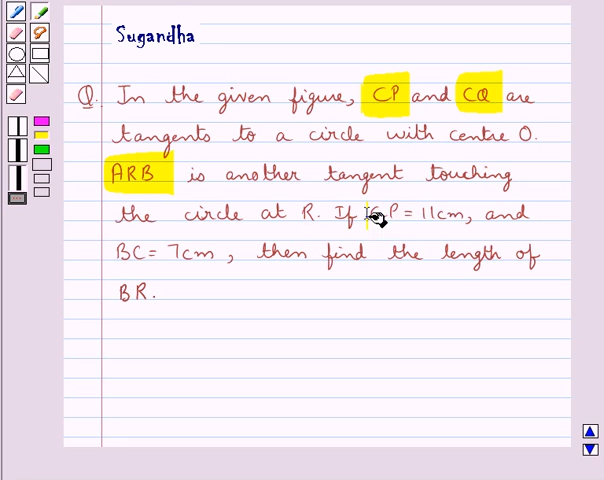 Sugandha
Q. In the given figure, CP and CQ are
tangents to a circle with centre O.
ARB is another tangent touching
the circle at R. If CP = 11cm, and
BC = 7cm, then find the length of
BR.